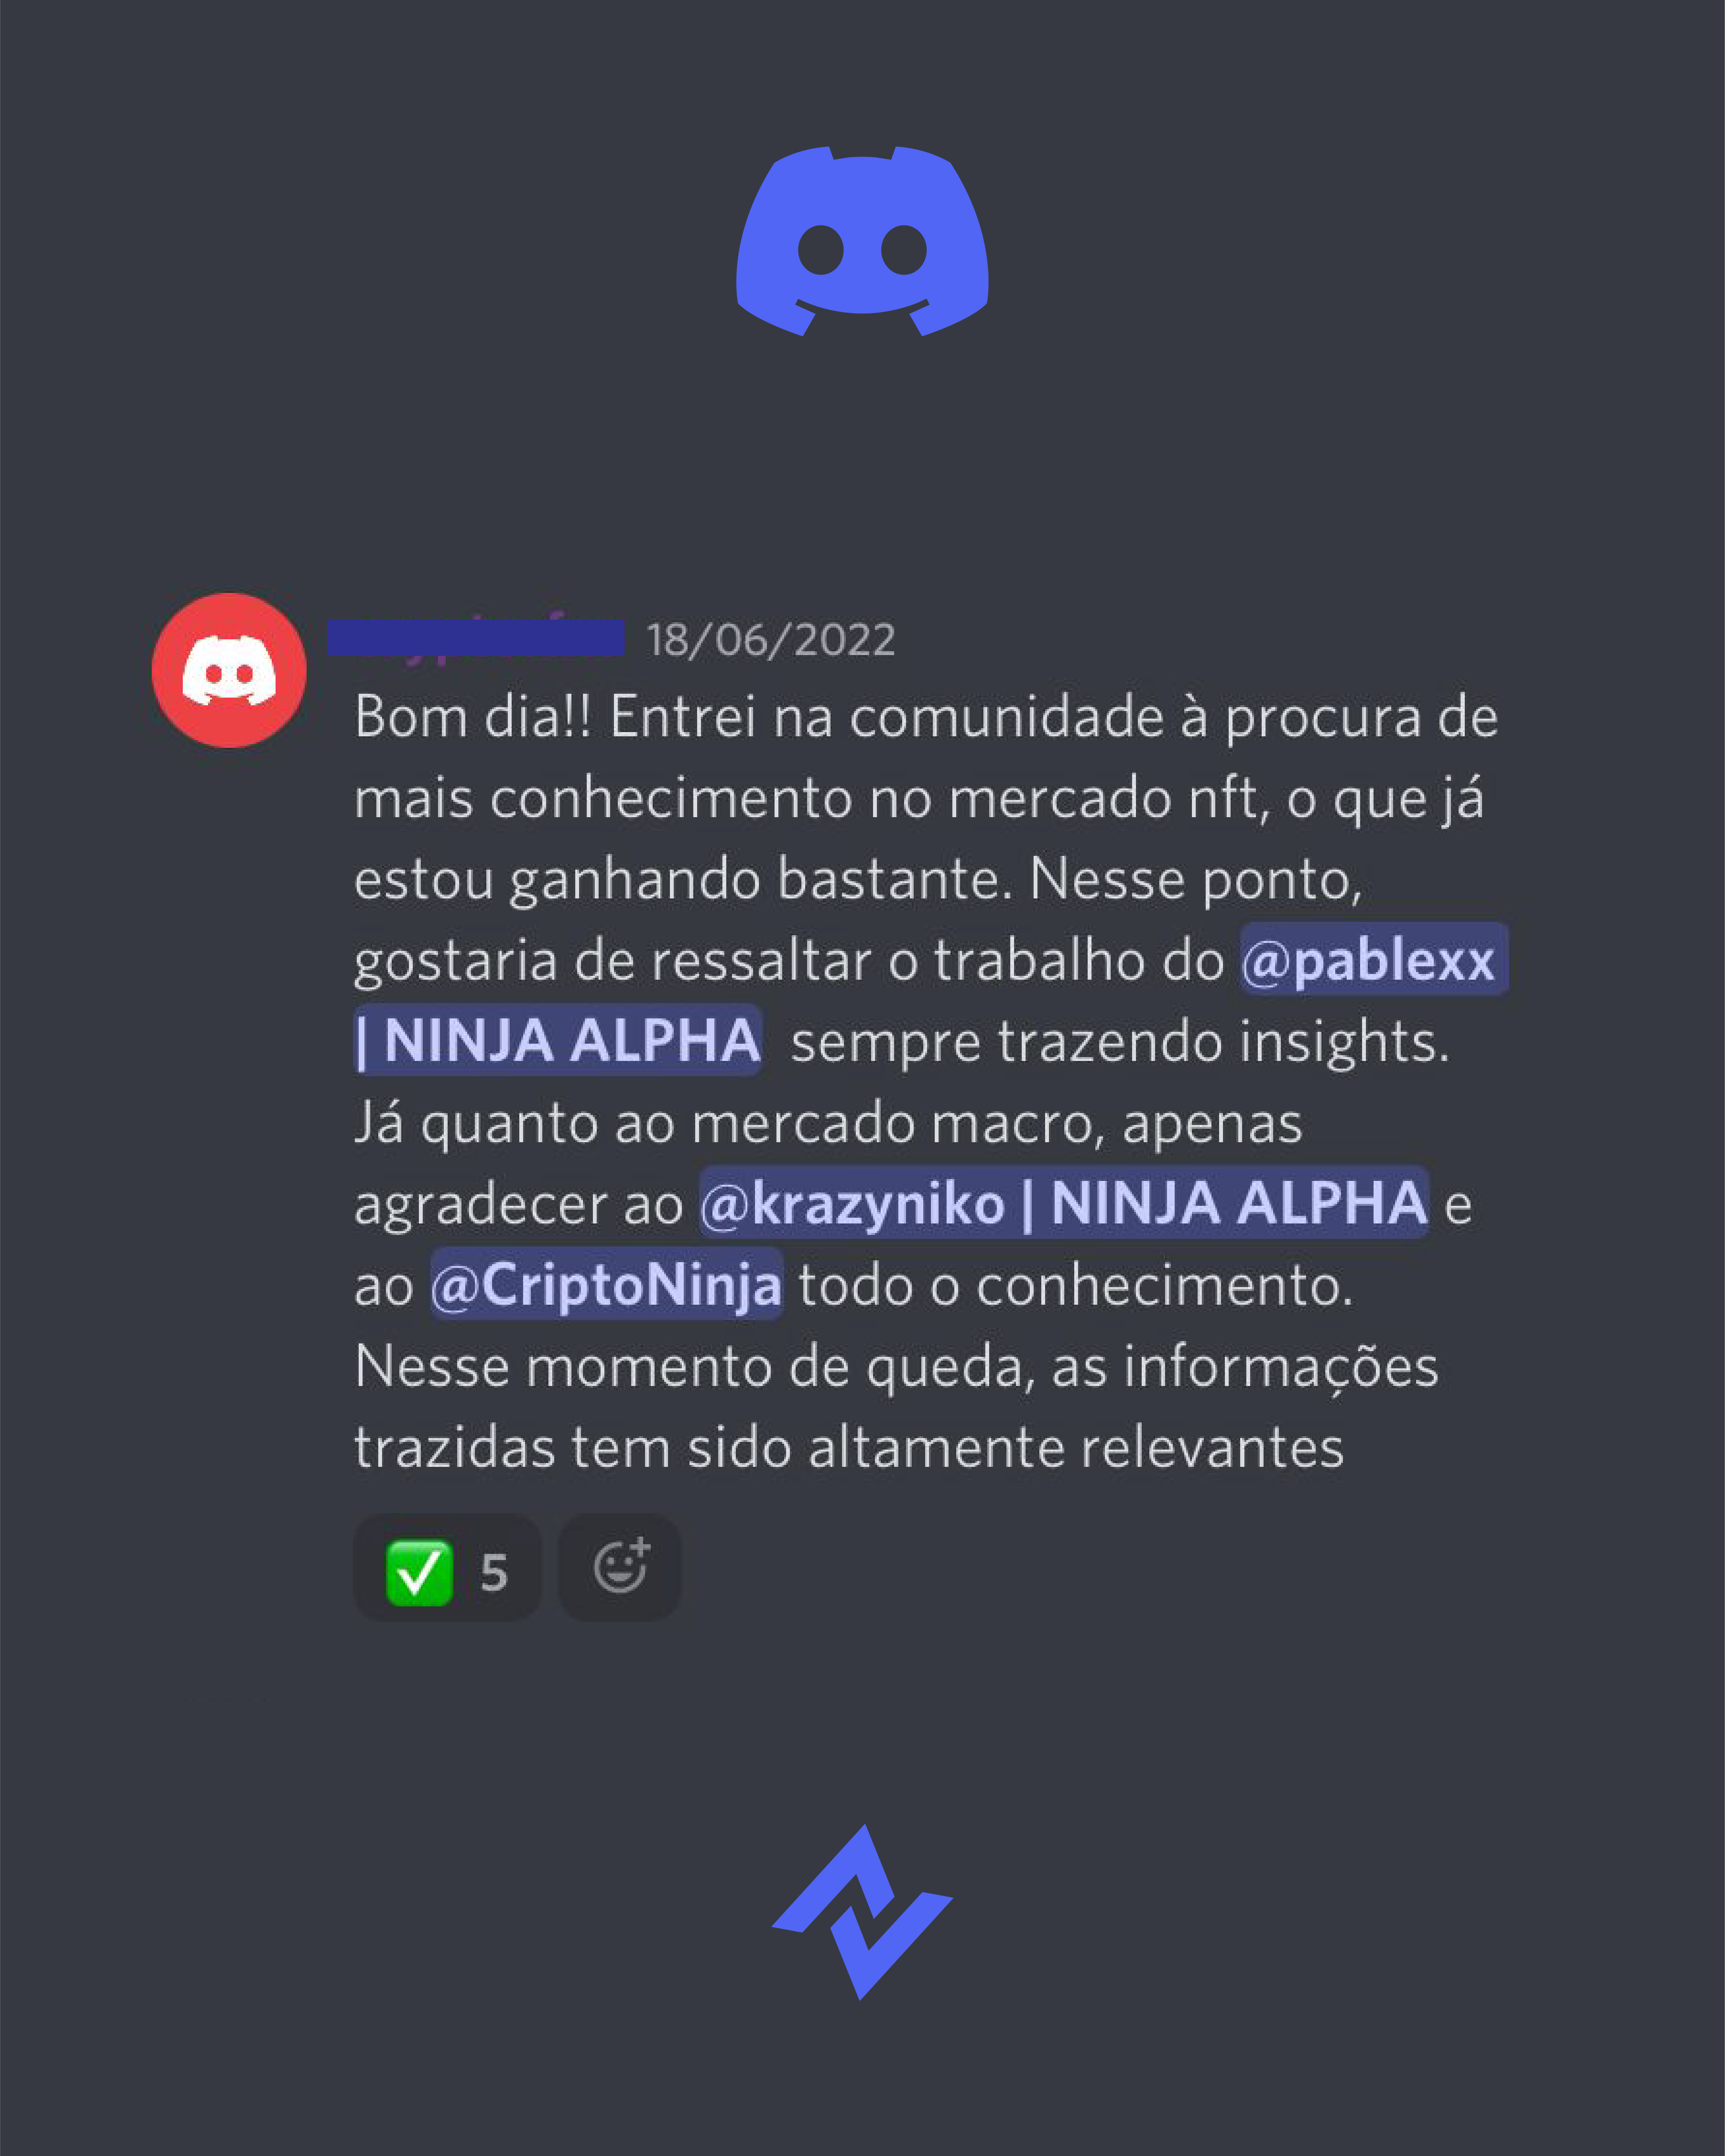 18/06/2022
Bom dia!! Entrei na comunidade à procura de
mais conhecimento no mercado nft, o que já
estou ganhando bastante. Nesse ponto,
gostaria de ressaltar o trabalho do @pablexx
| NINJA ALPHA sempre trazendo insights.
Já quanto ao mercado macro, apenas
agradecer ao @krazyniko | NINJA ALPHA e
ao @CriptoNinja todo o conhecimento.
Nesse momento de queda, as informações
trazidas tem sido altamente relevantes
5